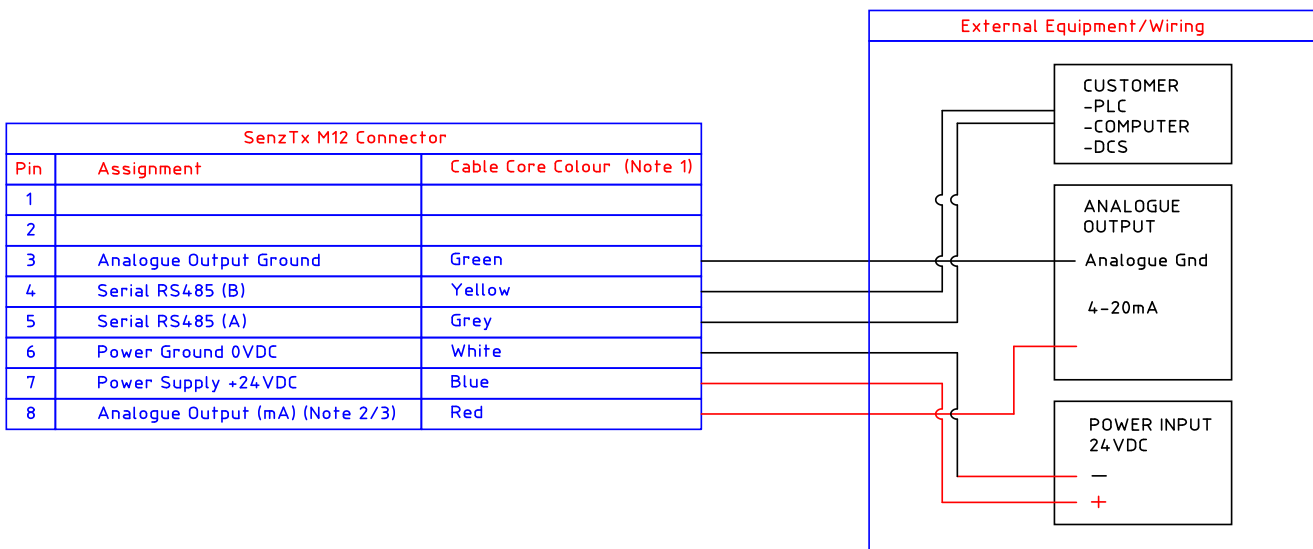 External Equipment/Wiring
CUSTOMER
-PLC
-COMPUTER
-DCS
SenzTx M12 Connector
Pin Assignment Cable Core Colour (Note 1)
1
2
3 Analogue Output Ground Green
4 Serial RS485 (B) Yellow
5 Serial RS485 (A) Grey
6 Power Ground 0VDC White
7 Power Supply +24VDC Blue
8 Analogue Output (mA) (Note 2/3) Red
ANALOGUE
OUTPUT
Analogue Gnd
4-20mA
POWER INPUT
24VDC
-
+